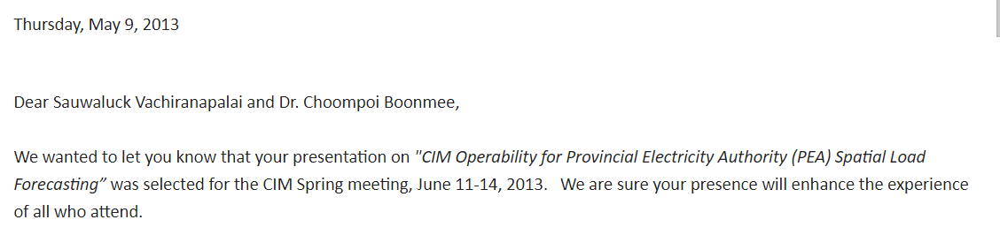 Thursday, May 9, 2013
Dear Sauwaluck Vachiranapalai and Dr. Choompoi Boonmee,
We wanted to let you know that your presentation on "CIM Operability for Provincial Electricity Authority (PEA) Spatial Load
Forecasting” was selected for the CIM Spring meeting, June 11-14, 2013.   We are sure your presence will enhance the experience
of all who attend.